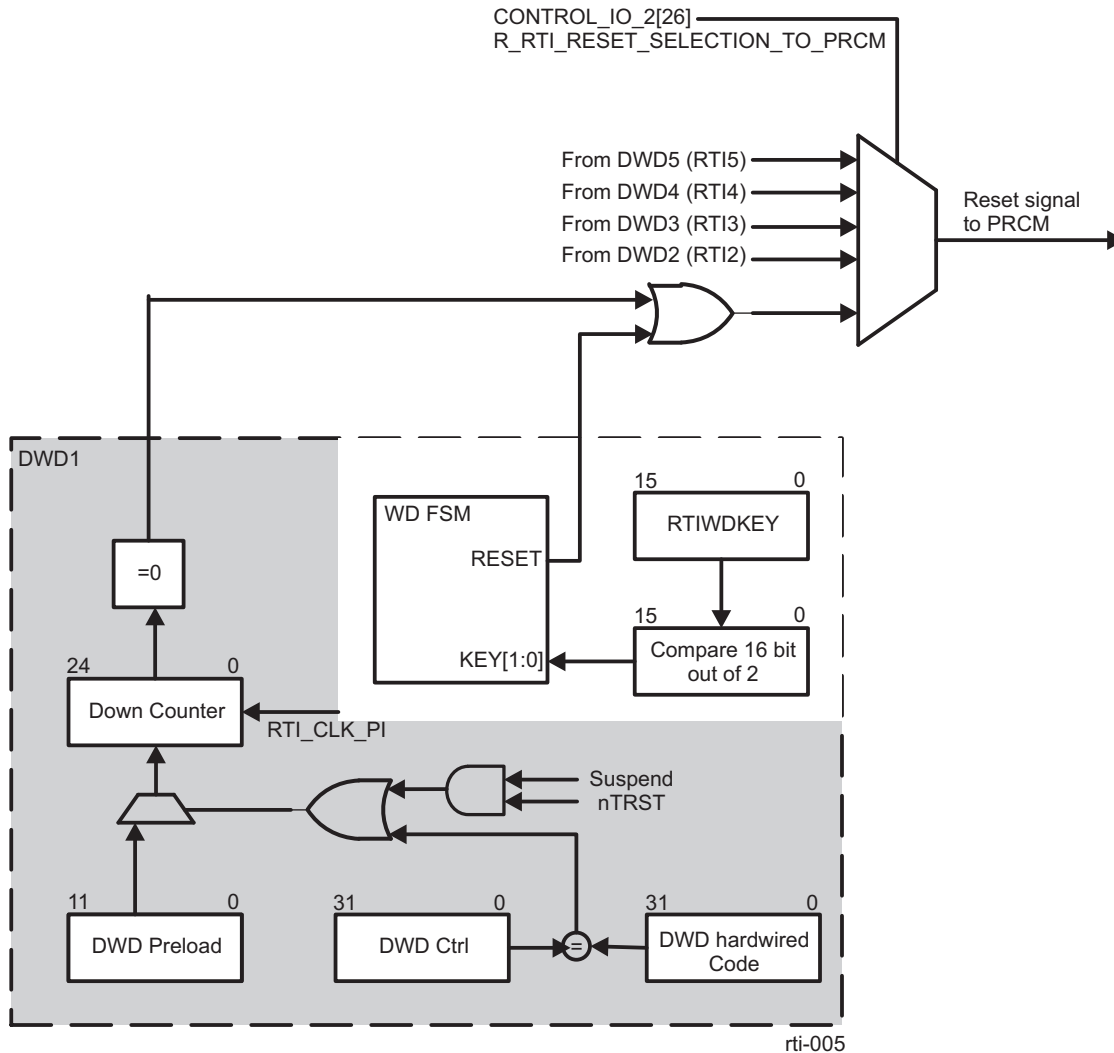 CONTROL_IO_2[26]
R_RTI_RESET_SELECTION_TO_PRCM
From DWD5 (RTI5)
From DWD4 (RTI4)
From DWD3 (RTI3)
From DWD2 (RTI2)
Reset signal
to PRCM
DWD1
WD FSM
RESET
KEY[1:0]
15 0
RTIWDKEY
15 0
Compare 16 bit
out of 2
=0
24 0
Down Counter
RTI_CLK_PI
Suspend
nTRST
11 0
DWD Preload
31 0
DWD Ctrl
=
31 0
DWD hardwired
Code
rti-005